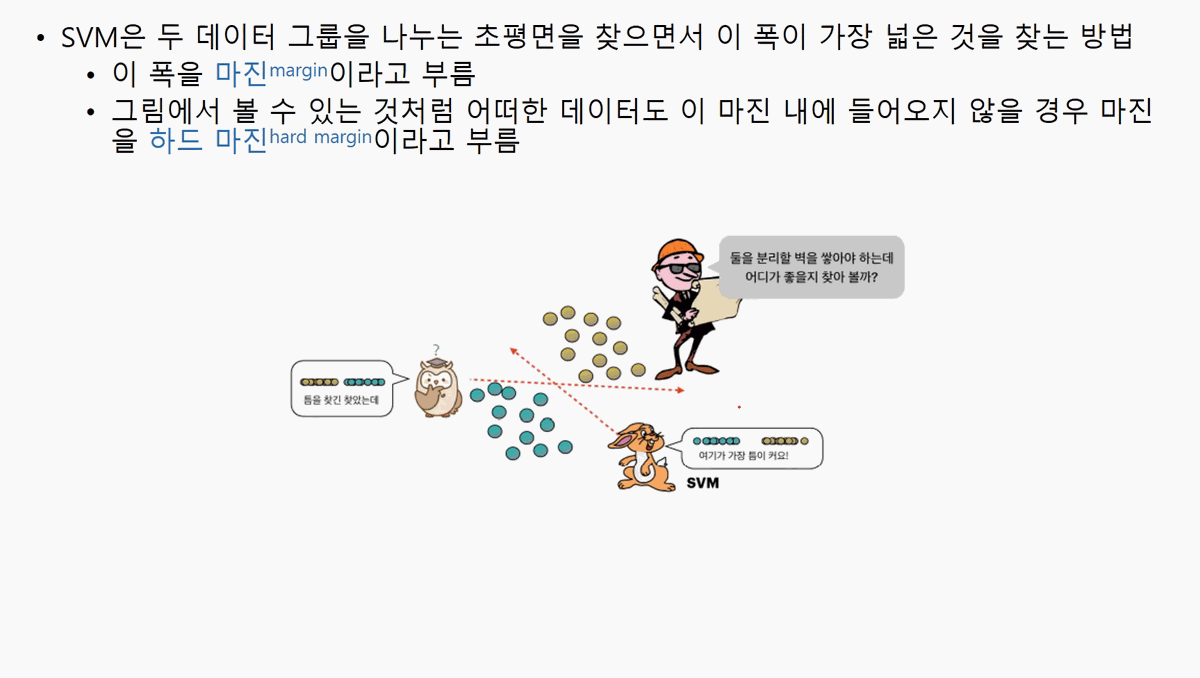 • SVM은 두 데이터 그룹을 나누는 초평면을 찾으면서 이 폭이 가장 넓은 것을 찾는 방법
• 이 폭을 마진margin이라고 부름
• 그림에서 볼 수 있는 것처럼 어떠한 데이터도 이 마진 내에 들어오지 않을 경우 마진
을 하드 마진hard margin이라고 부름
둘을 분리할 벽을 쌓아야 하는데
어디가 좋을지 찾아 볼까?
?
틈을 찾긴 찾았는데
여기가 가장 틈이 커요!
SVM